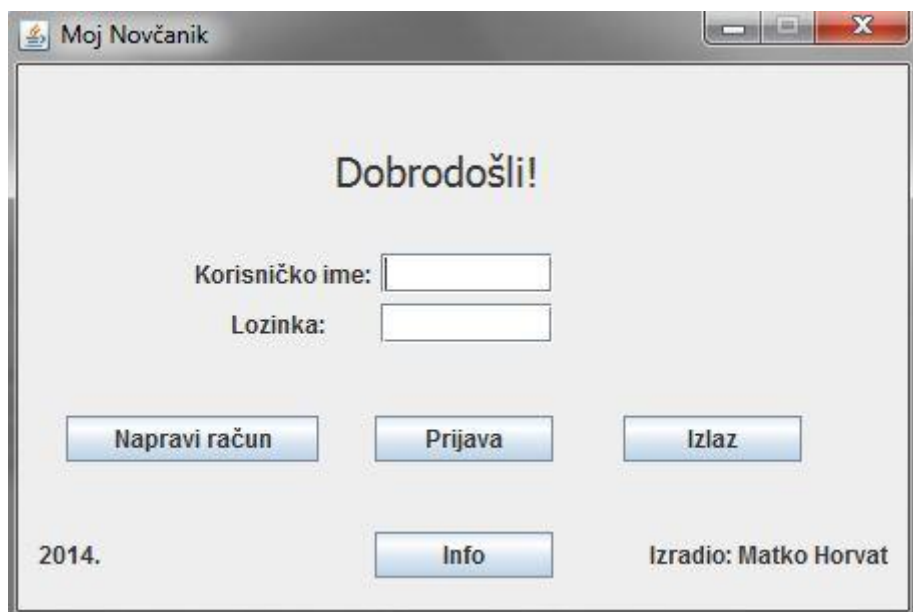 Moj Novčanik
Dobrodošli!
Korisničko ime:
Lozinka:
Napravi račun Prijava Izlaz
2014. Info Izradio: Matko Horvat